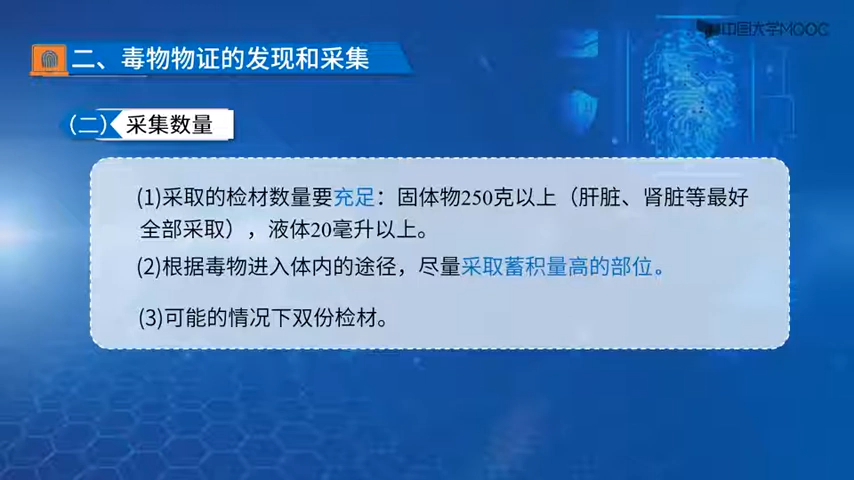 中国大学MOOC
二、毒物物证的发现和采集
（二） 采集数量
(1)采取的检材数量要充足：固体物250克以上（肝脏、肾脏等最好
全部采取），液体20毫升以上。
(2)根据毒物进入体内的途径，尽量采取蓄积量高的部位。
(3)可能的情况下双份检材。